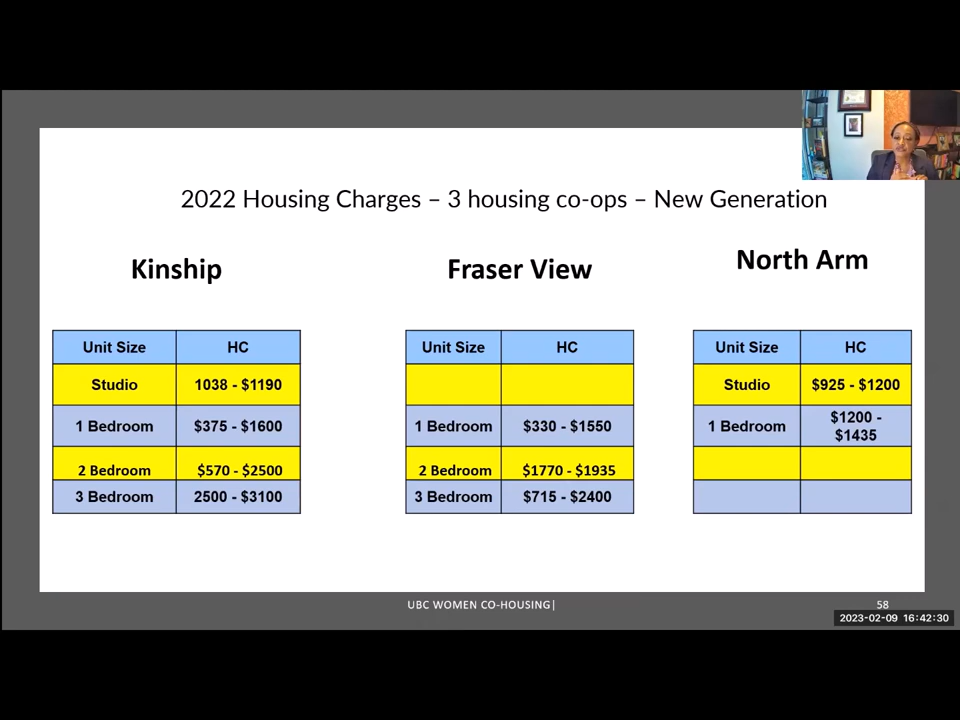 2022 Housing Charges – 3 housing co-ops – New Generation
Kinship
Unit Size HC
Studio 1038 - $1190
1 Bedroom $375 - $1600
2 Bedroom $570 - $2500
3 Bedroom 2500 - $3100
Fraser View
Unit Size HC
1 Bedroom $330 - $1550
2 Bedroom $1770 - $1935
3 Bedroom $715 - $2400
North Arm
Unit Size HC
Studio $925 - $1200
1 Bedroom $1200 -
$1435
UBC WOMEN CO-HOUSING|
58
2023-02-09 16:42:30